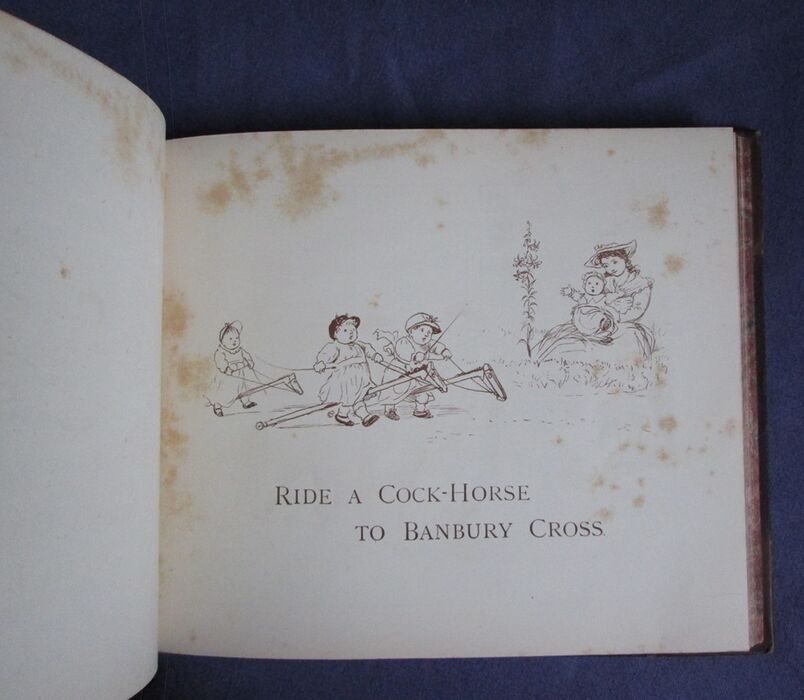 RIDE A COCK-HORSE
TO BANBURY CROSS.